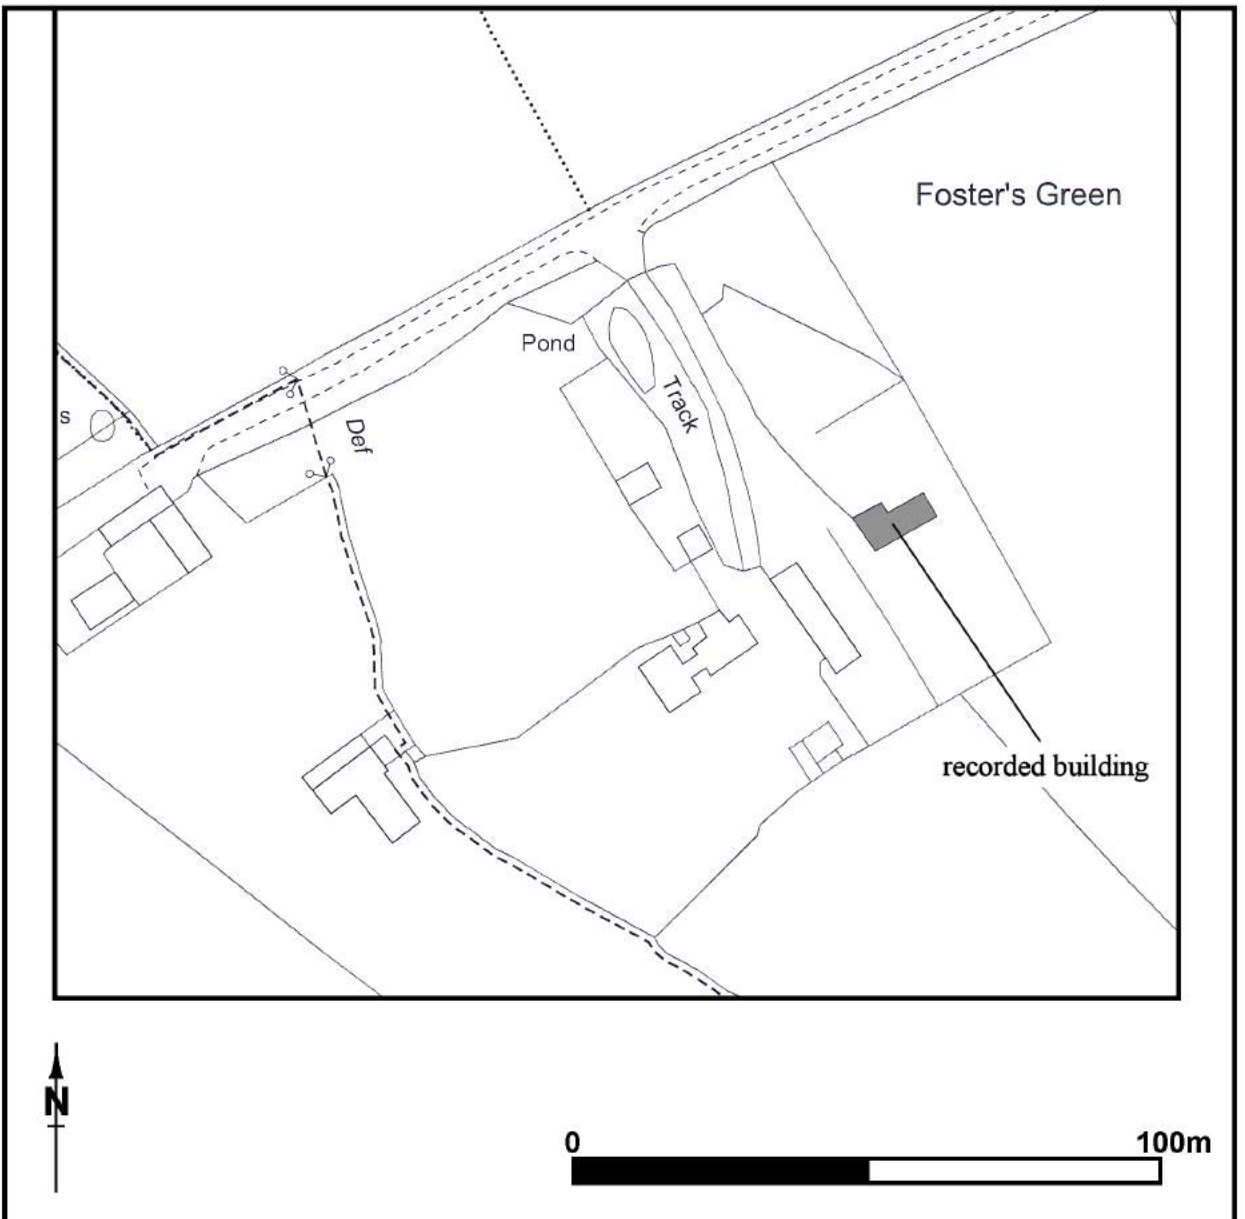 Foster's Green
Pond
Track
s
Def
recorded building
N
0 100m